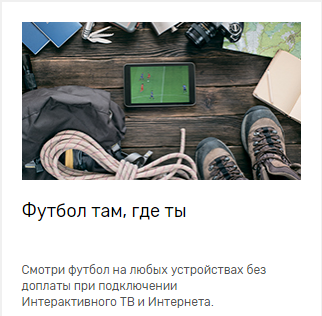 Футбол там, где ты
Смотри футбол на любых устройствах без
доплаты при подключении
Интерактивного ТВ и Интернета.